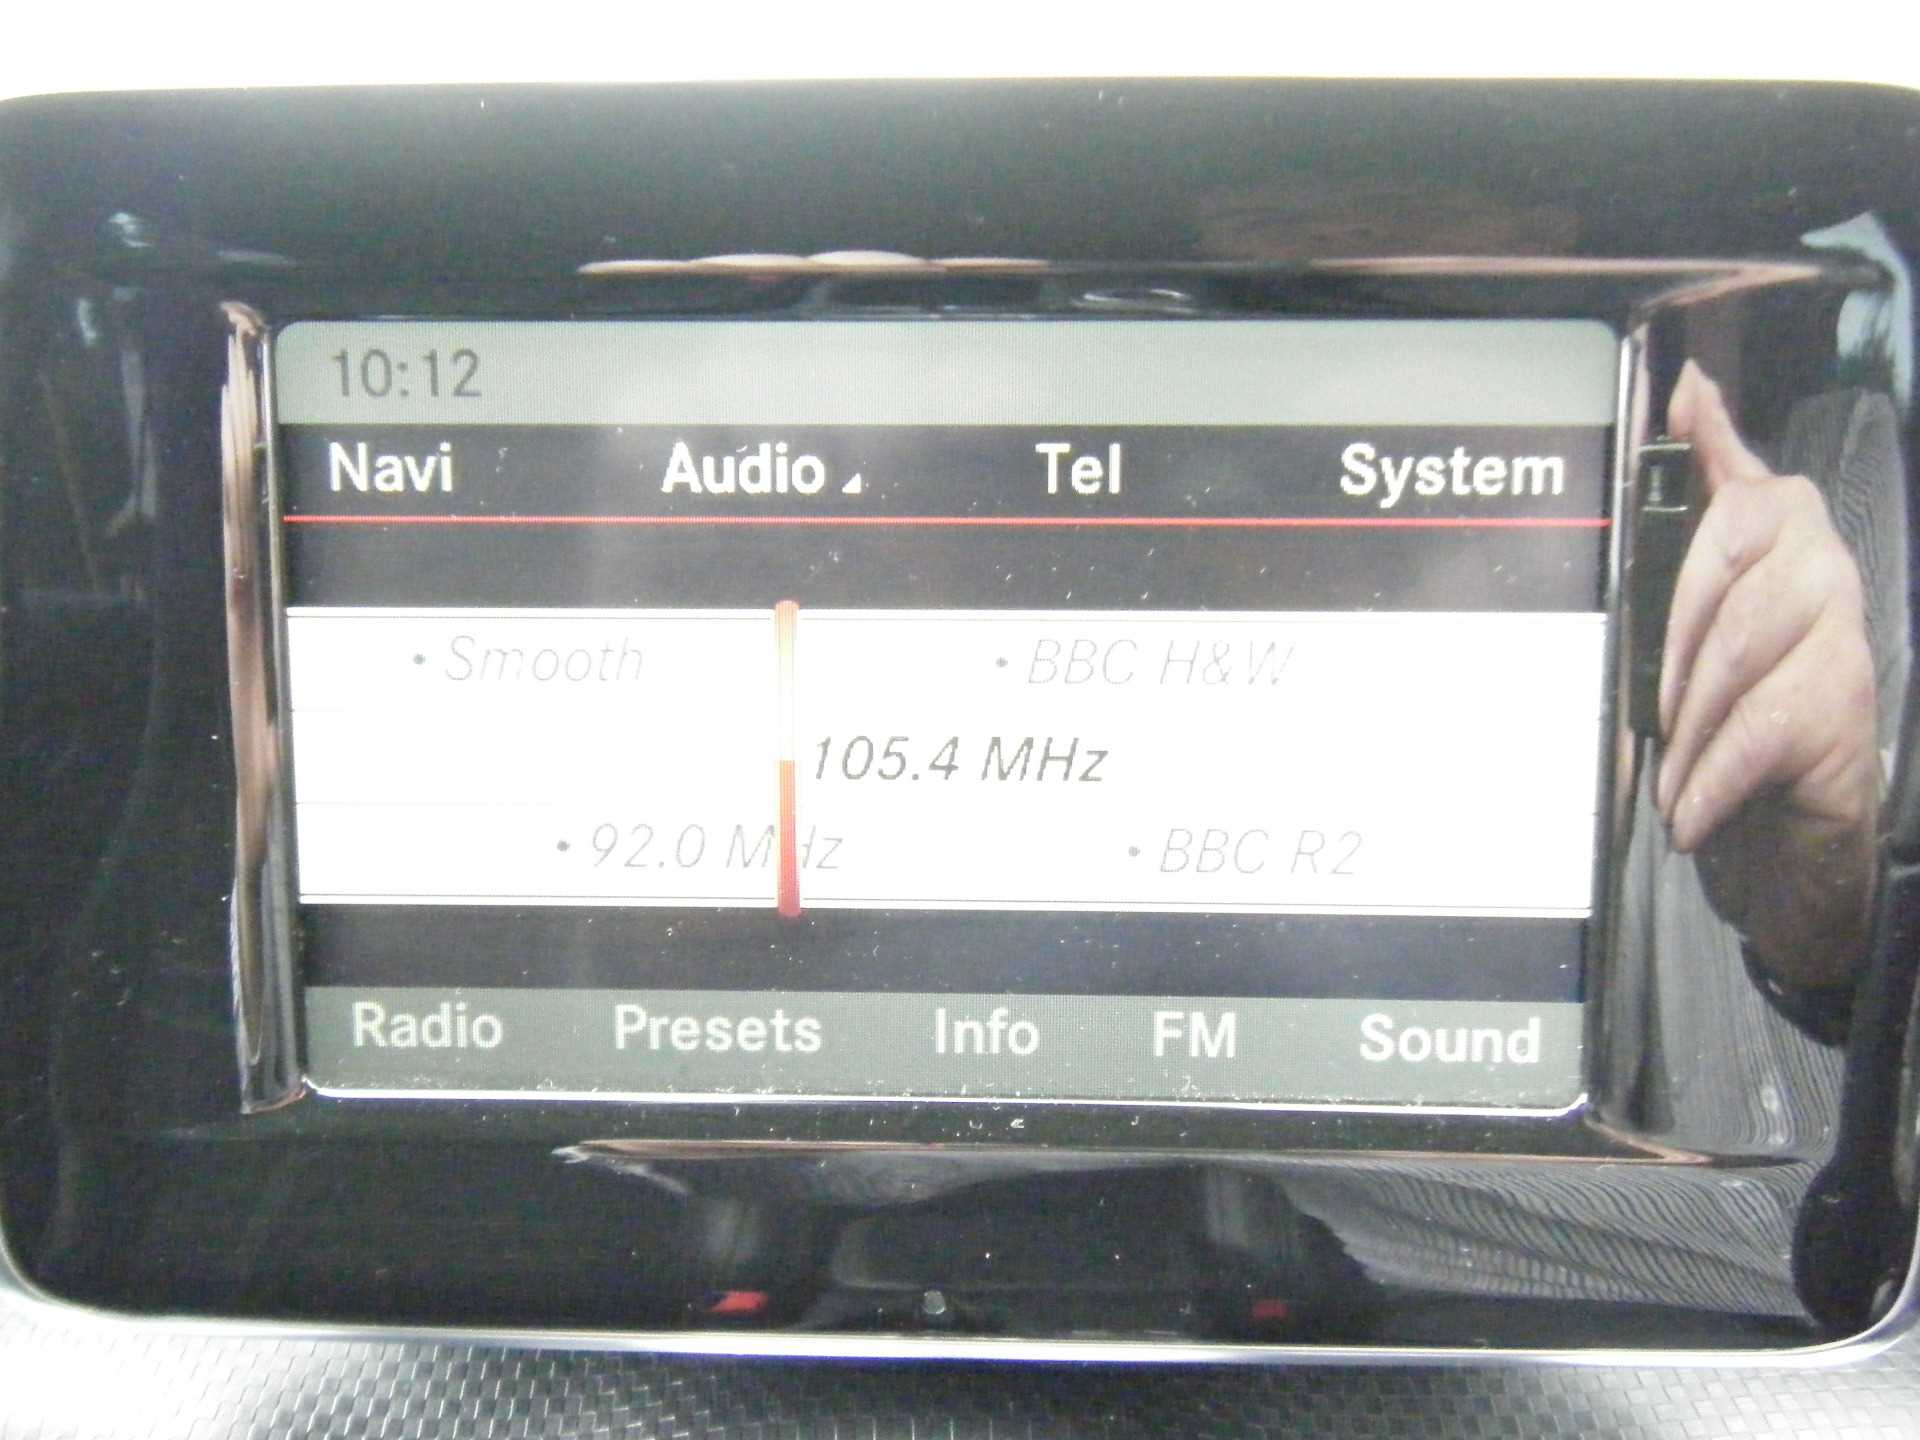 10:12
Navi Audio Tel System
• Smooth • BBC H&W
105.4 MHz
• 92.0 MHz • BBC R2
Radio Presets Info FM Sound